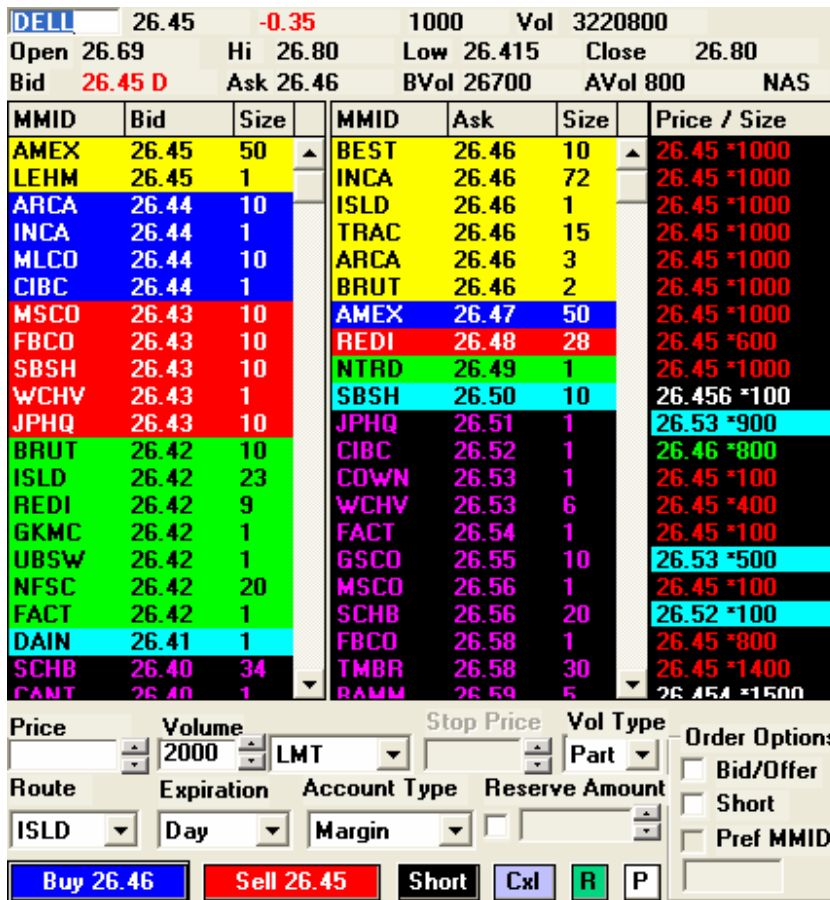 DELL 26.45 -0.35 1000 Vol 3220800
Open 26.69 Hi 26.80 Low 26.415 Close 26.80
Bid 26.45 D Ask 26.46 BVol 26700 AVol 800 NAS
MMID Bid Size MMID Ask Size Price / Size
AMEX 26.45 50 BEST 26.46 10 26.45 *1000
LEHM 26.45 1 INCA 26.46 72 26.45 *1000
ARCA 26.44 10 ISLD 26.46 1 26.45 *1000
INCA 26.44 1 TRAC 26.46 15 26.45 *1000
MLCO 26.44 10 ARCA 26.46 3 26.45 *1000
CIBC 26.44 1 BRUT 26.46 2 26.45 *1000
MSCO 26.43 10 AMEX 26.47 50 26.45 *1000
FBCO 26.43 10 REDI 26.48 28 26.45 *600
SBSH 26.43 10 NTRD 26.49 1 26.45 *1000
WCHV 26.43 1 SBSH 26.50 10 26.456 *100
JPHQ 26.43 10 JPHQ 26.51 1 26.53 *900
BRUT 26.42 10 CIBC 26.52 1 26.46 *800
ISLD 26.42 23 COWN 26.53 1 26.45 *100
REDI 26.42 9 WCHV 26.53 6 26.45 *400
GKMC 26.42 1 FACT 26.54 1 26.45 *100
UBSW 26.42 1 GSCO 26.55 10 26.53 *500
NFSC 26.42 20 MSCO 26.56 1 26.45 *100
FACT 26.42 1 SCHB 26.56 20 26.52 *100
DAIN 26.41 1 FBCO 26.58 1 26.45 *800
SCHB 26.40 34 TMBR 26.58 30 26.45 *1400
CANT 26.40 1 RAMM 26.59 5 26.454 *1500
Price Volume Stop Price Vol Type Order Options
2000 LMT Part Bid/Offer
Route Expiration Account Type Reserve Amount Short
ISLD Day Margin Pref MMID
Buy 26.46 Sell 26.45 Short Cxl R P